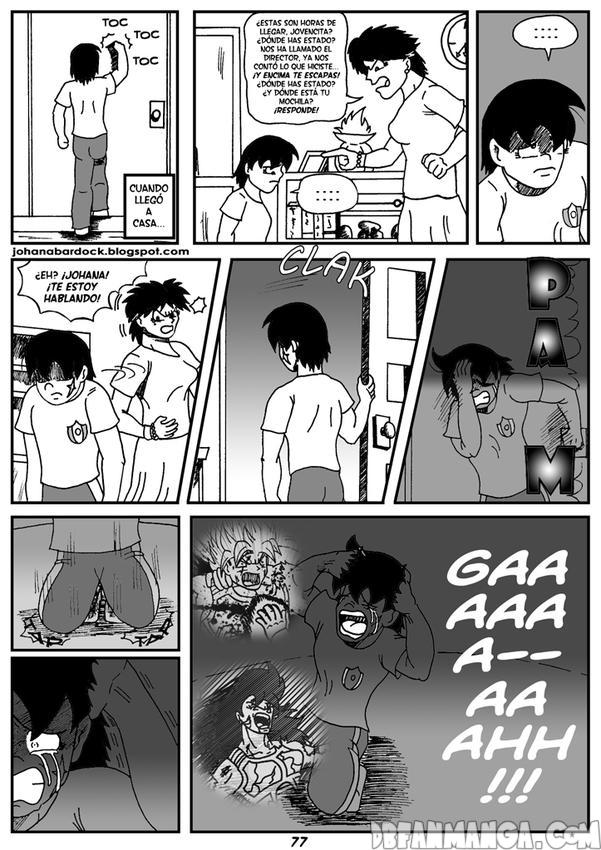 TOC
TOC
TOC
CUANDO
LLEGÓ
A
CASA...
¿ESTAS SON HORAS DE
LLEGAR, JOVENCITA?
¿DÓNDE HAS ESTADO?
NOS HA LLAMADO EL
DIRECTOR, YA NOS
CONTÓ LO QUE HICISTE...
¡Y ENCIMA TE ESCAPAS!
¿DÓNDE HAS ESTADO?
¿Y DÓNDE ESTÁ TU
MOCHILA?
¡RESPONDE!
johanabardock.blogspot.com
¿EH? ¡JOHANA!
¡TE ESTOY
HABLANDO!
CLAK
P
A
M
GAA
AAA
A--
AA
AHH
!!!
77
DBFANMANGA.COM